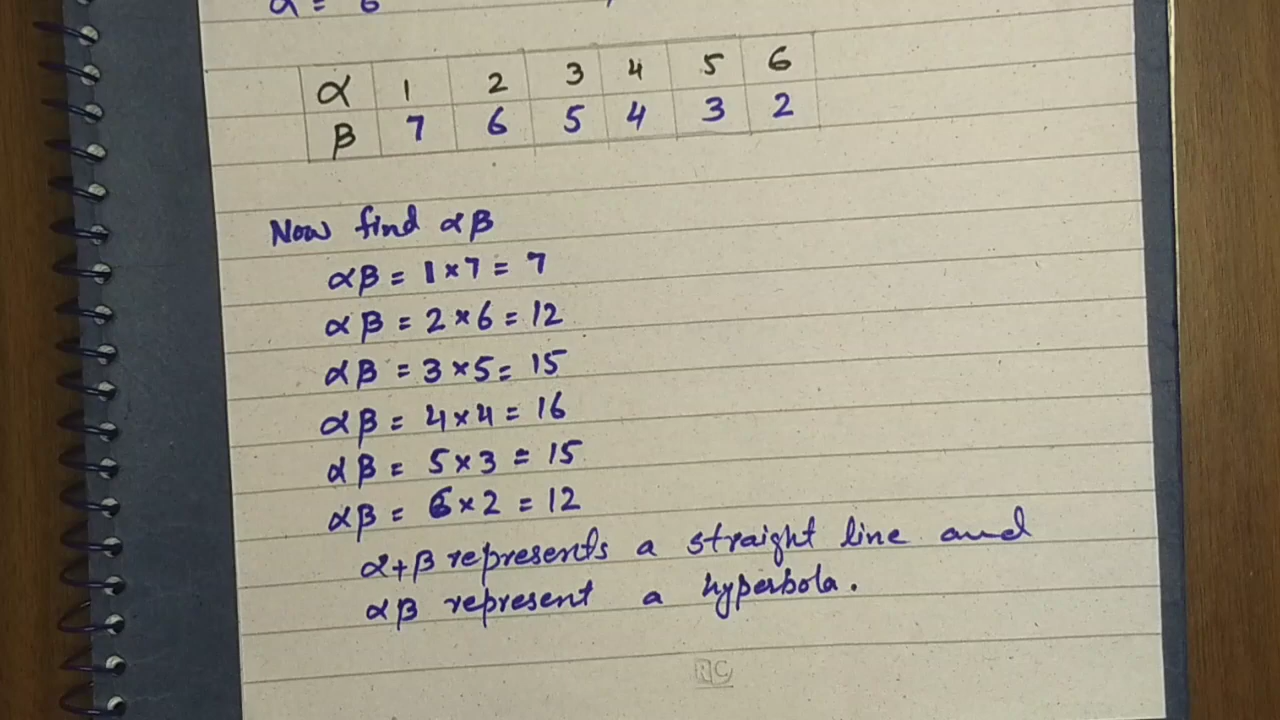 α = 6
α 1 2 3 4 5 6
β 7 6 5 4 3 2
Now find αβ
αβ = 1×7 = 7
αβ = 2×6 = 12
αβ = 3×5 = 15
αβ = 4×4 = 16
αβ = 5×3 = 15
αβ = 6×2 = 12
α+β represents a straight line and
αβ represent a hyperbola.
RC